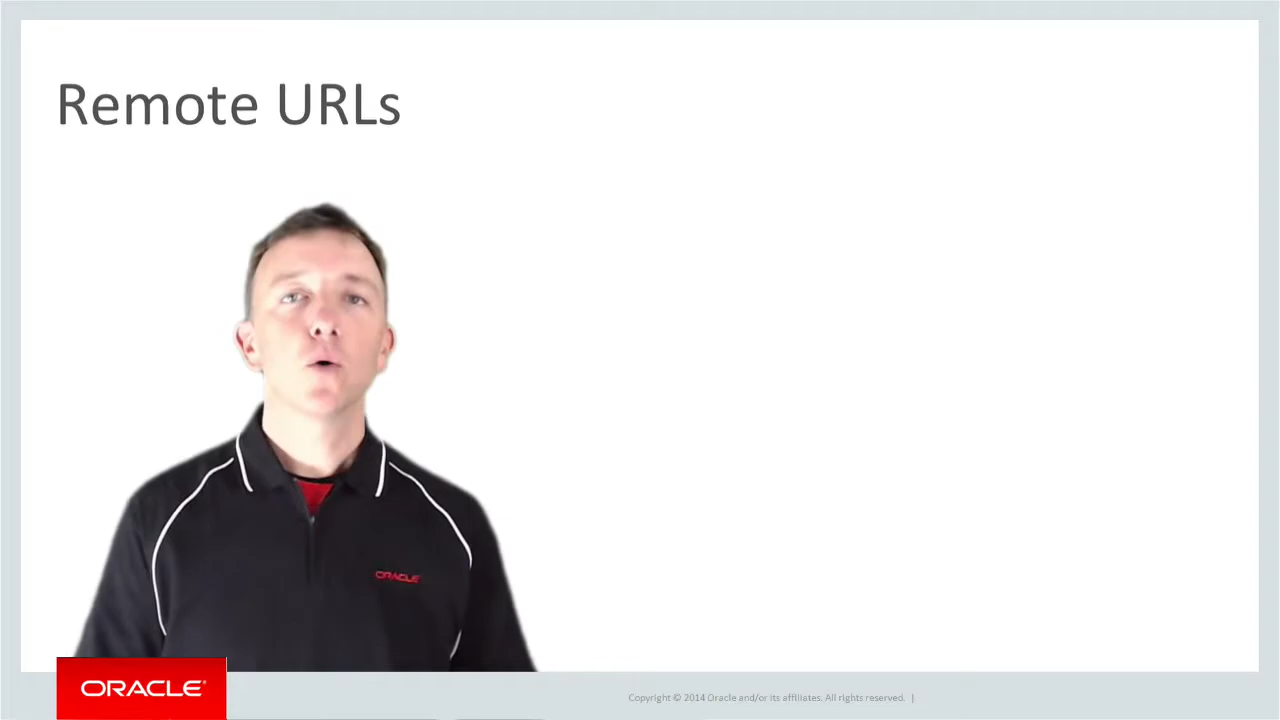 Remote URLs
ORACLE
ORACLE®
Copyright © 2014 Oracle and/or its affiliates. All rights reserved. |